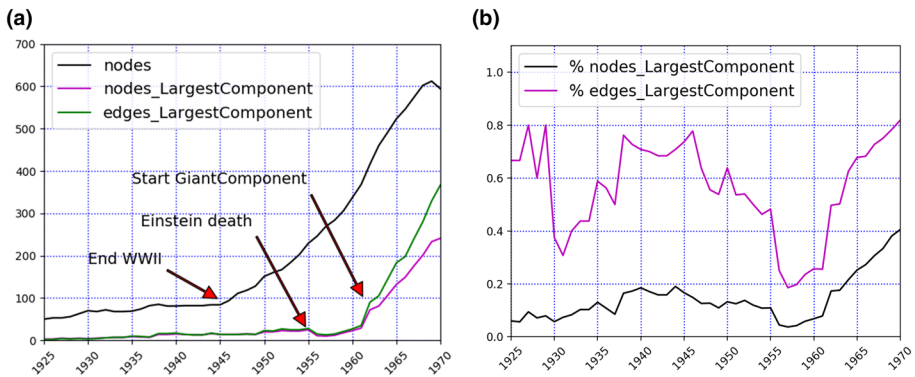 (a)
nodes
nodes_LargestComponent
edges_LargestComponent
Start GiantComponent
Einstein death
End WWII
700
600
500
400
300
200
100
0
1925 1930 1935 1940 1945 1950 1955 1960 1965 1970
(b)
% nodes_LargestComponent
% edges_LargestComponent
1.0
0.8
0.6
0.4
0.2
0.0
1925 1930 1935 1940 1945 1950 1955 1960 1965 1970